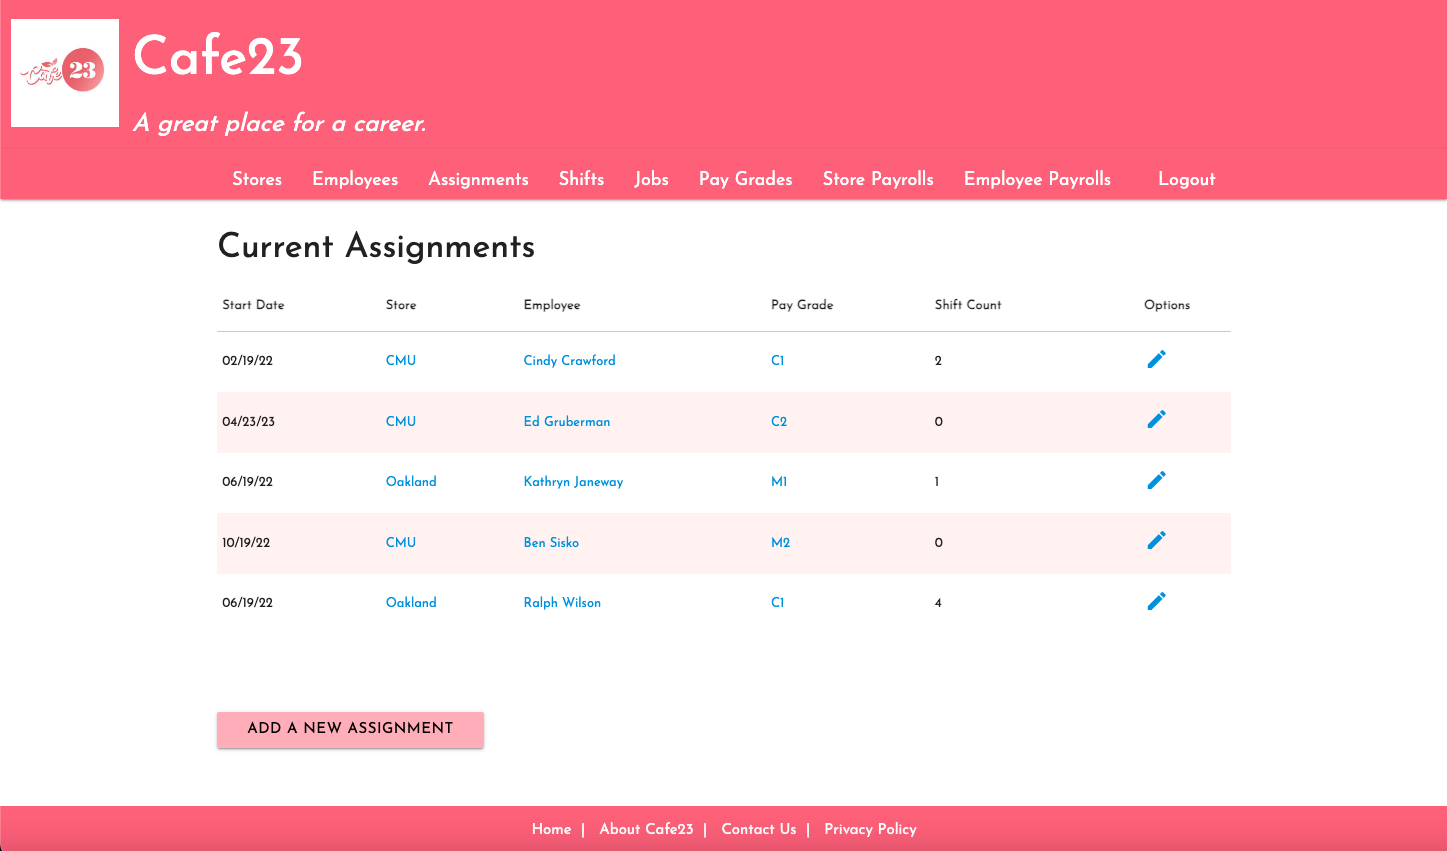 Cafe 23
Cafe23
A great place for a career.
Stores Employees Assignments Shifts Jobs Pay Grades Store Payrolls Employee Payrolls Logout
Current Assignments
Start Date Store Employee Pay Grade Shift Count Options
02/19/22 CMU Cindy Crawford C1 2
04/23/23 CMU Ed Gruberman C2 0
06/19/22 Oakland Kathryn Janeway M1 1
10/19/22 CMU Ben Sisko M2 0
06/19/22 Oakland Ralph Wilson C1 4
ADD A NEW ASSIGNMENT
Home | About Cafe23 | Contact Us | Privacy Policy